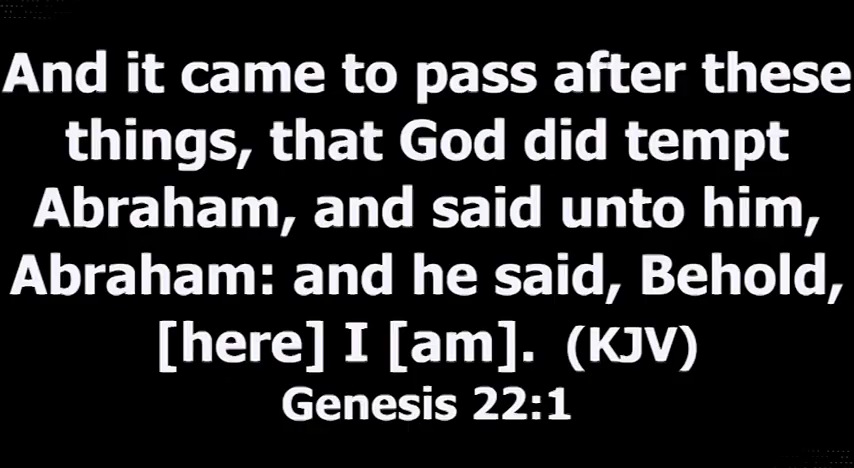 And it came to pass after these
things, that God did tempt
Abraham, and said unto him,
Abraham: and he said, Behold,
[here] I [am].  (KJV)
Genesis 22:1